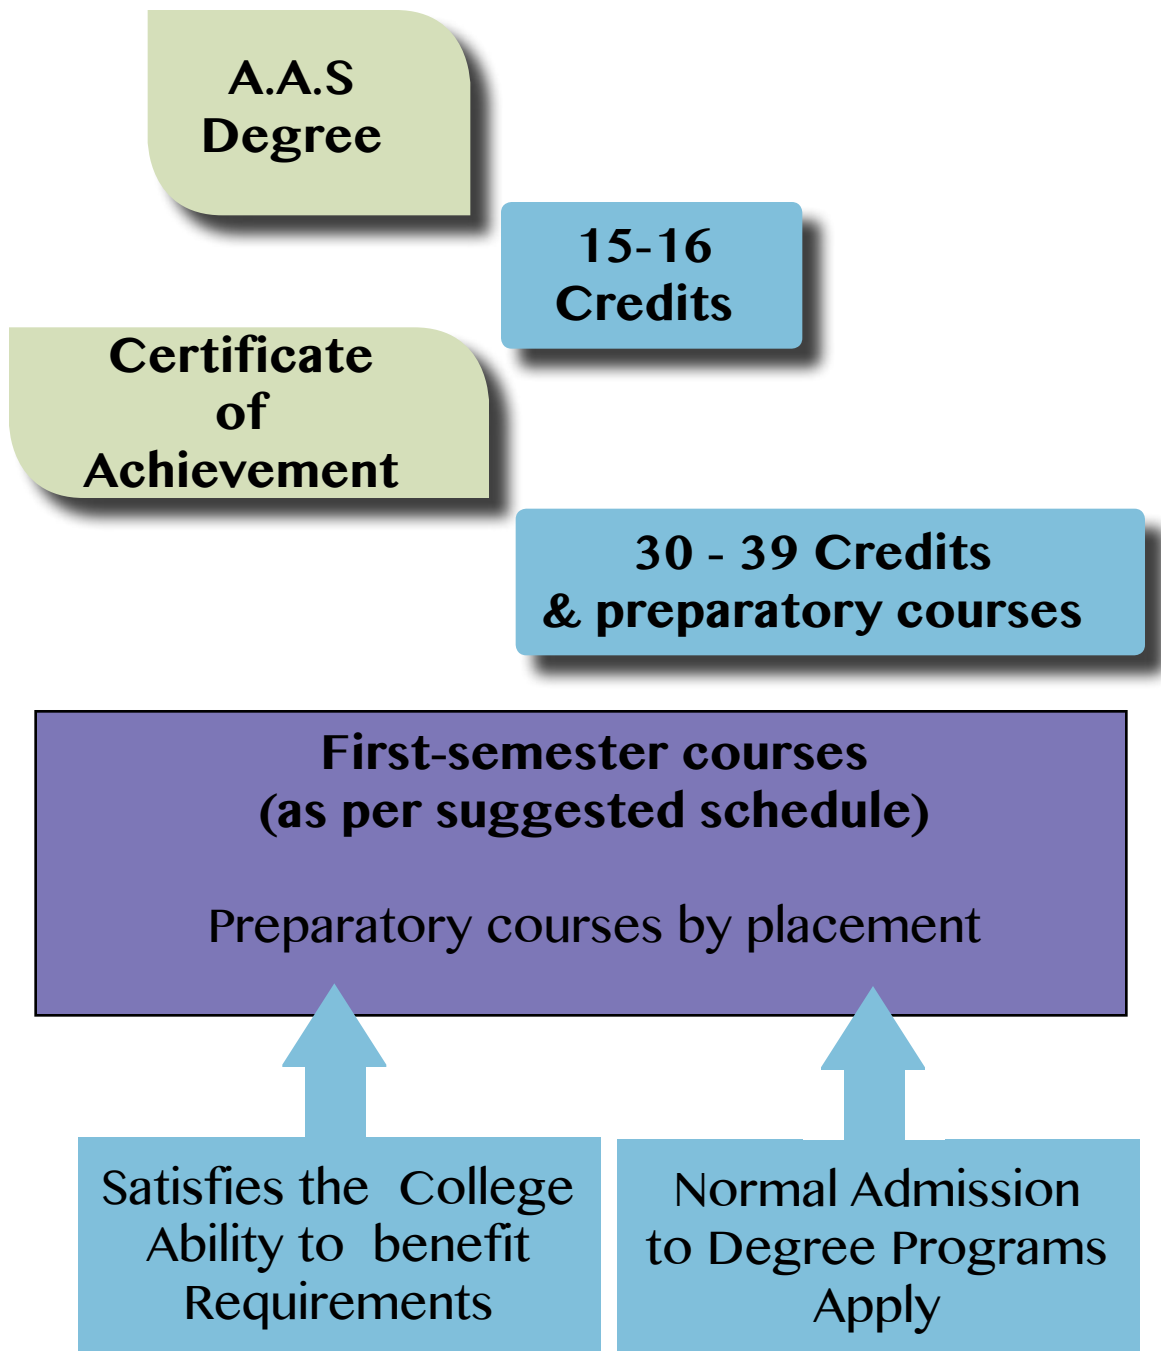 A.A.S
Degree
15-16
Credits
Certificate
of
Achievement
30 - 39 Credits
& preparatory courses
First-semester courses
(as per suggested schedule)
Preparatory courses by placement
Satisfies the College
Ability to benefit
Requirements
Normal Admission
to Degree Programs
Apply